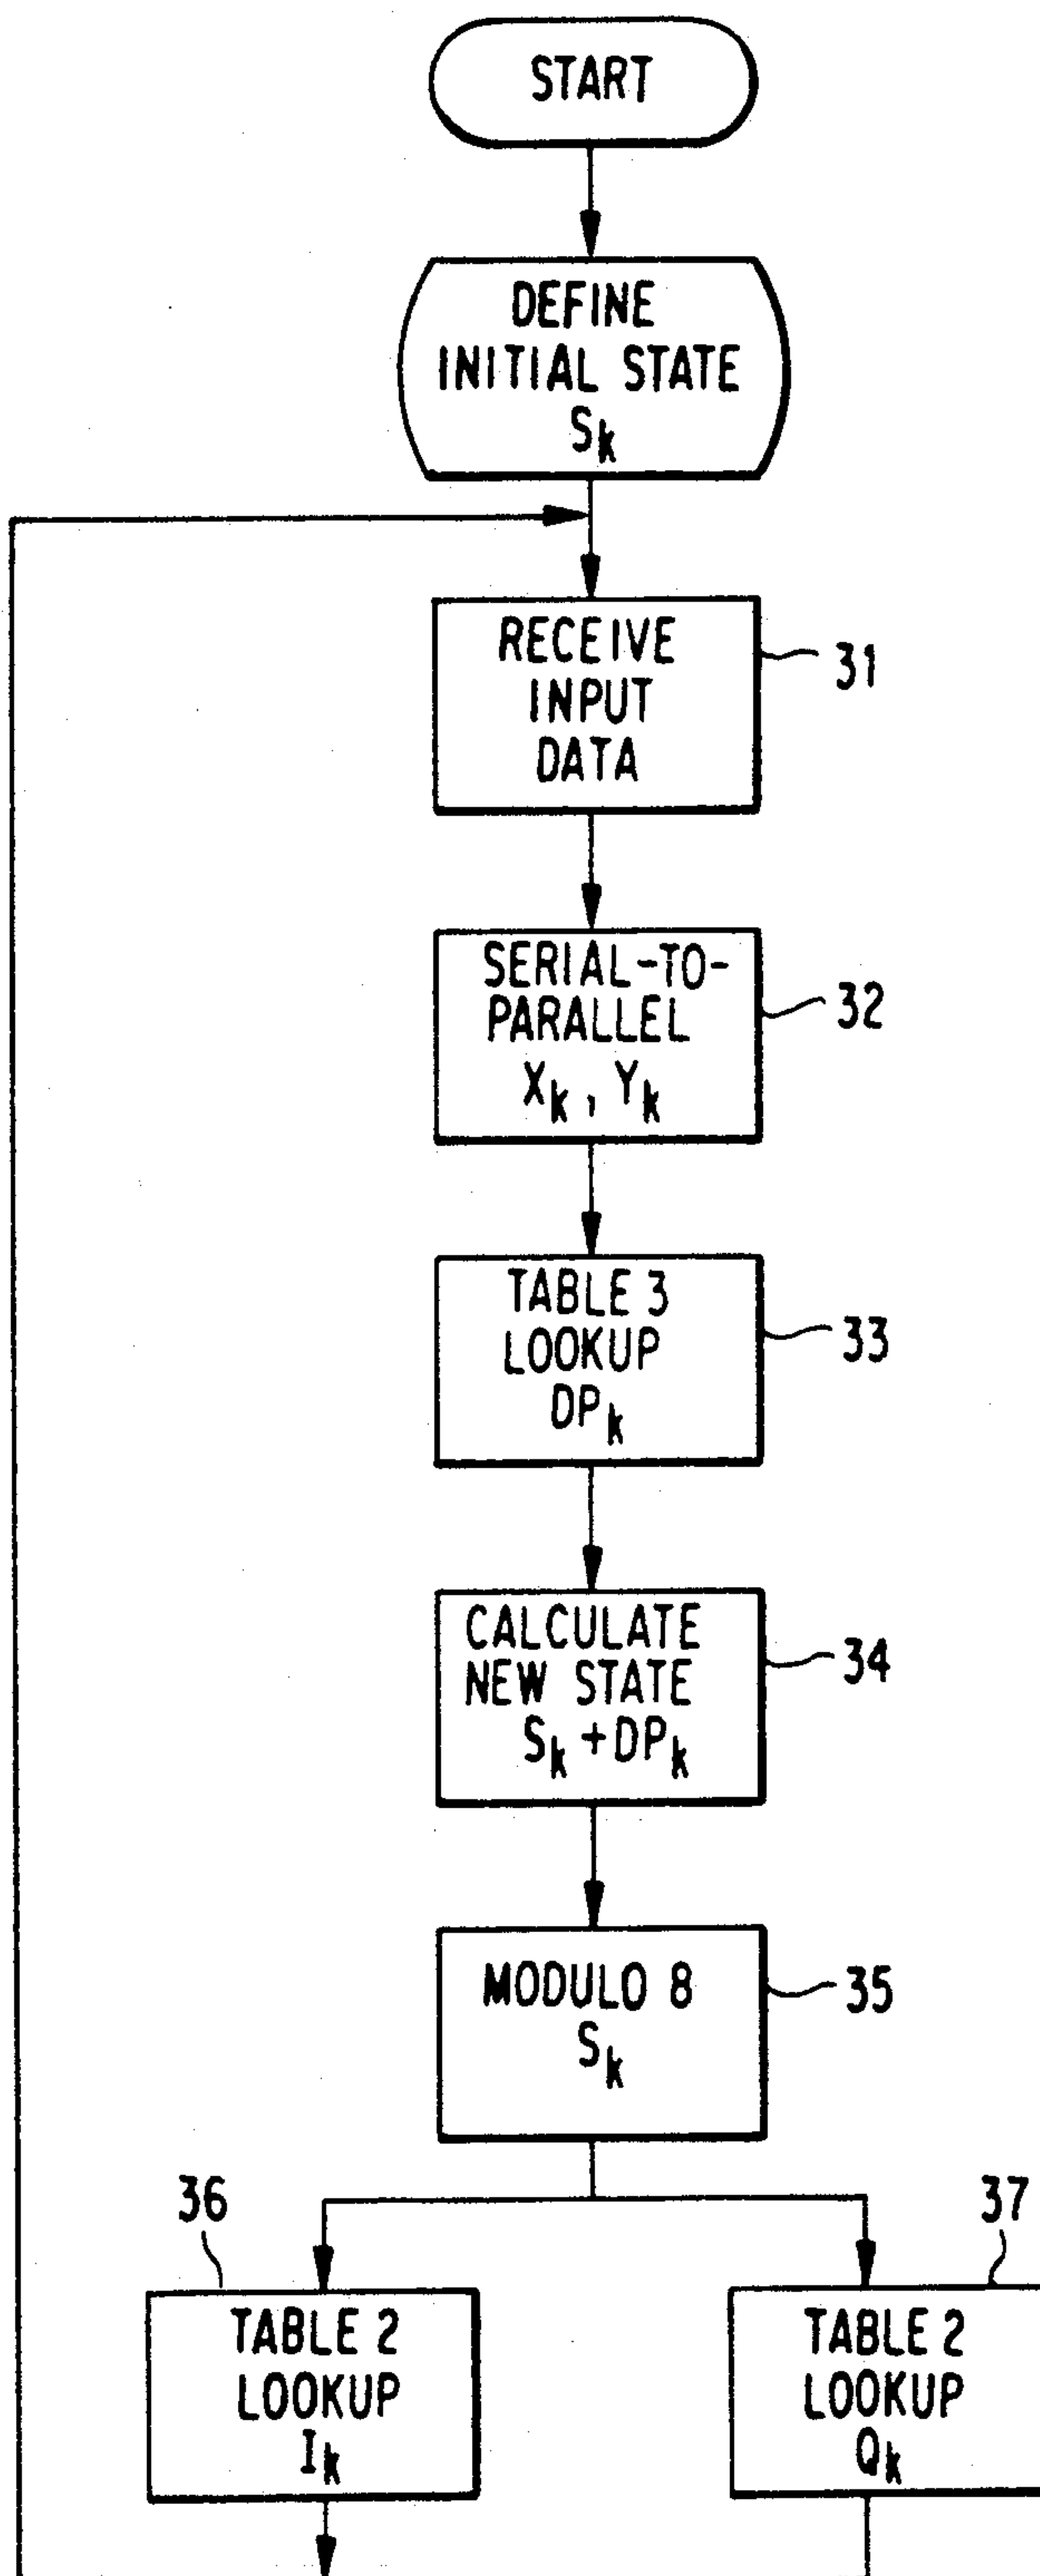 START
DEFINE
INITIAL STATE
Sk
RECEIVE
INPUT
DATA
31
SERIAL-TO-
PARALLEL
Xk, Yk
32
TABLE 3
LOOKUP
DPk
33
CALCULATE
NEW STATE
Sk+DPk
34
MODULO 8
Sk
35
36
37
TABLE 2
LOOKUP
Ik
TABLE 2
LOOKUP
Qk